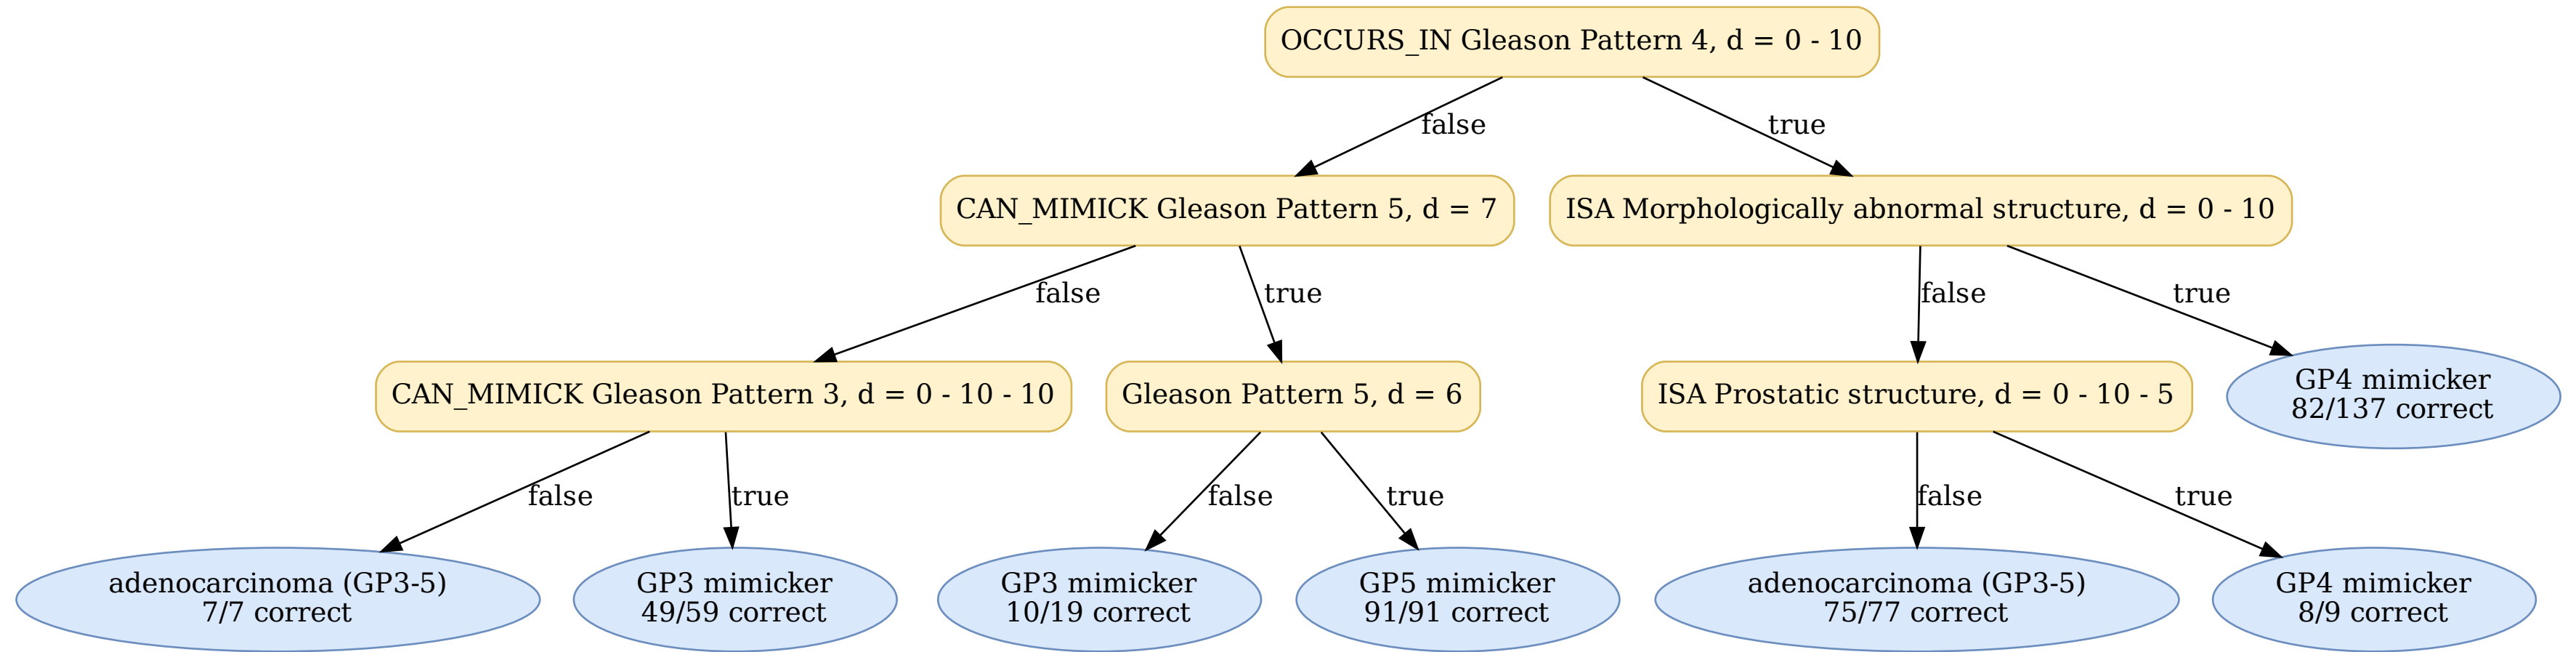 OCCURS_IN Gleason Pattern 4, d = 0 - 10
false
true
CAN_MIMICK Gleason Pattern 5, d = 7
ISA Morphologically abnormal structure, d = 0 - 10
false
true
false
true
CAN_MIMICK Gleason Pattern 3, d = 0 - 10 - 10
Gleason Pattern 5, d = 6
ISA Prostatic structure, d = 0 - 10 - 5
GP4 mimicker
82/137 correct
false
true
false
true
false
true
adenocarcinoma (GP3-5)
7/7 correct
GP3 mimicker
49/59 correct
GP3 mimicker
10/19 correct
GP5 mimicker
91/91 correct
adenocarcinoma (GP3-5)
75/77 correct
GP4 mimicker
8/9 correct